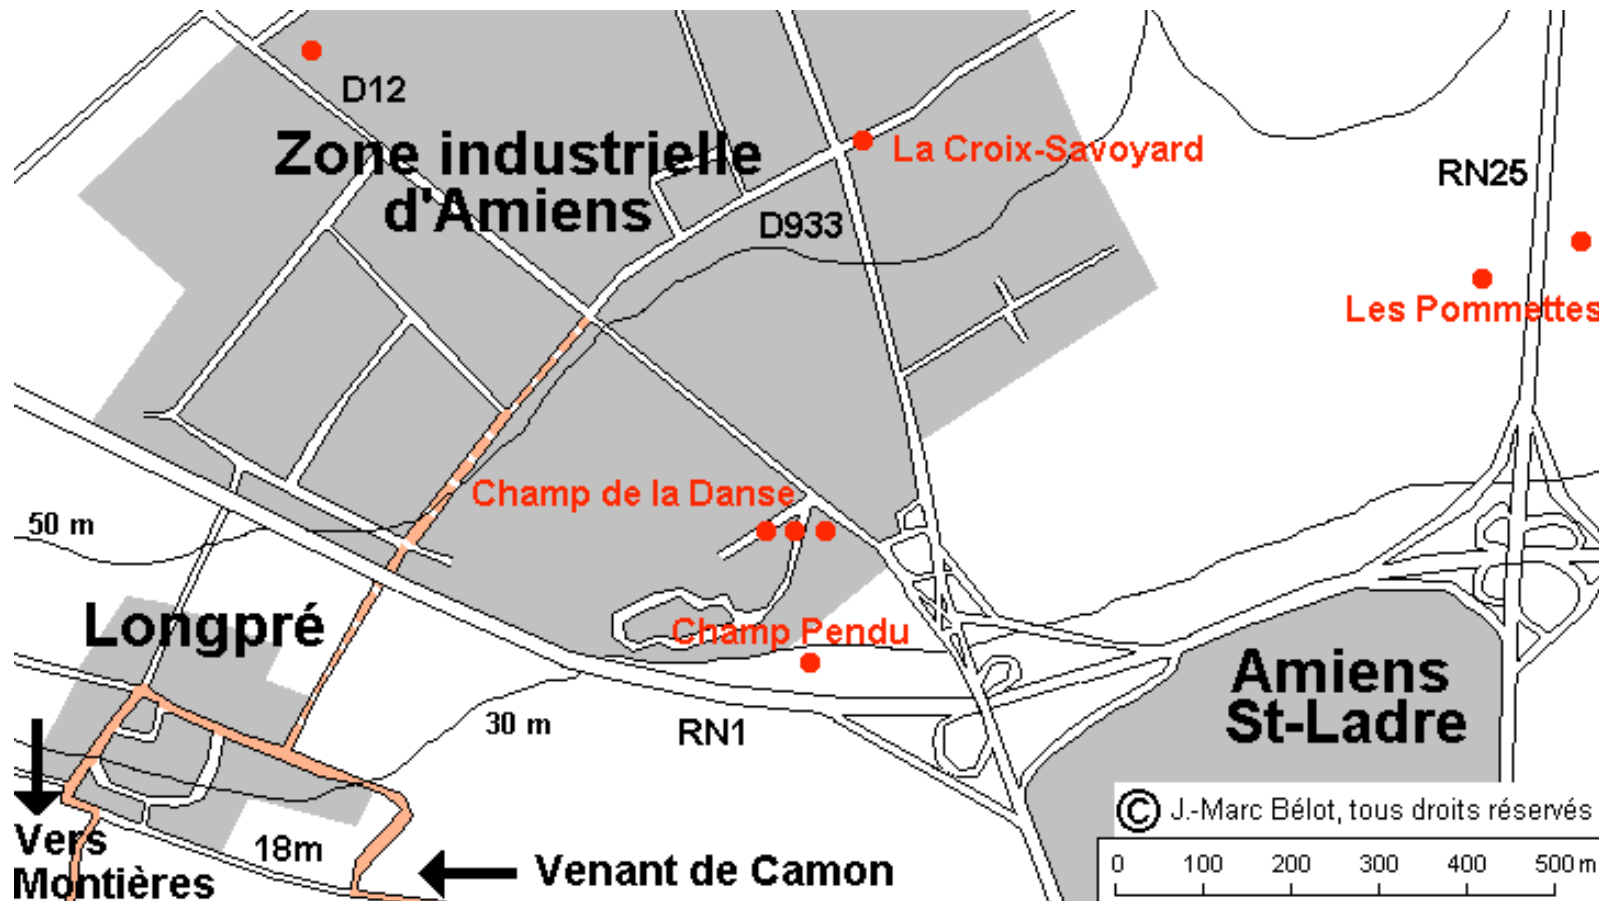 D12
Zone industrielle
d'Amiens
La Croix-Savoyard
RN25
D933
Les Pommettes
Champ de la Danse
50 m
Longpré
Champ Pendu
Amiens
St-Ladre
30 m
RN1
© J.-Marc Bélot, tous droits réservés
Vers
Montières
18m
Venant de Camon
0 100 200 300 400 500 m